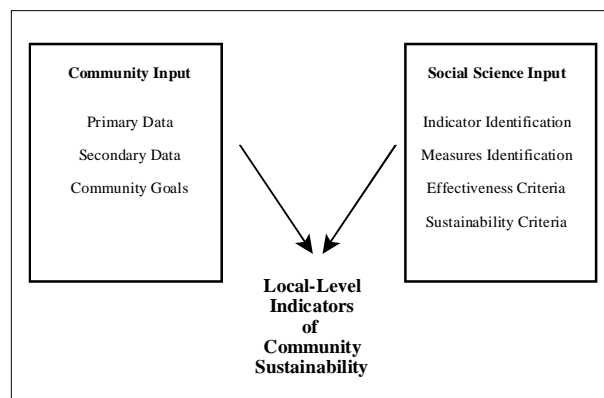 Community Input
Primary Data
Secondary Data
Community Goals
Social Science Input
Indicator Identification
Measures Identification
Effectiveness Criteria
Sustainability Criteria
Local-Level
Indicators
of
Community
Sustainability